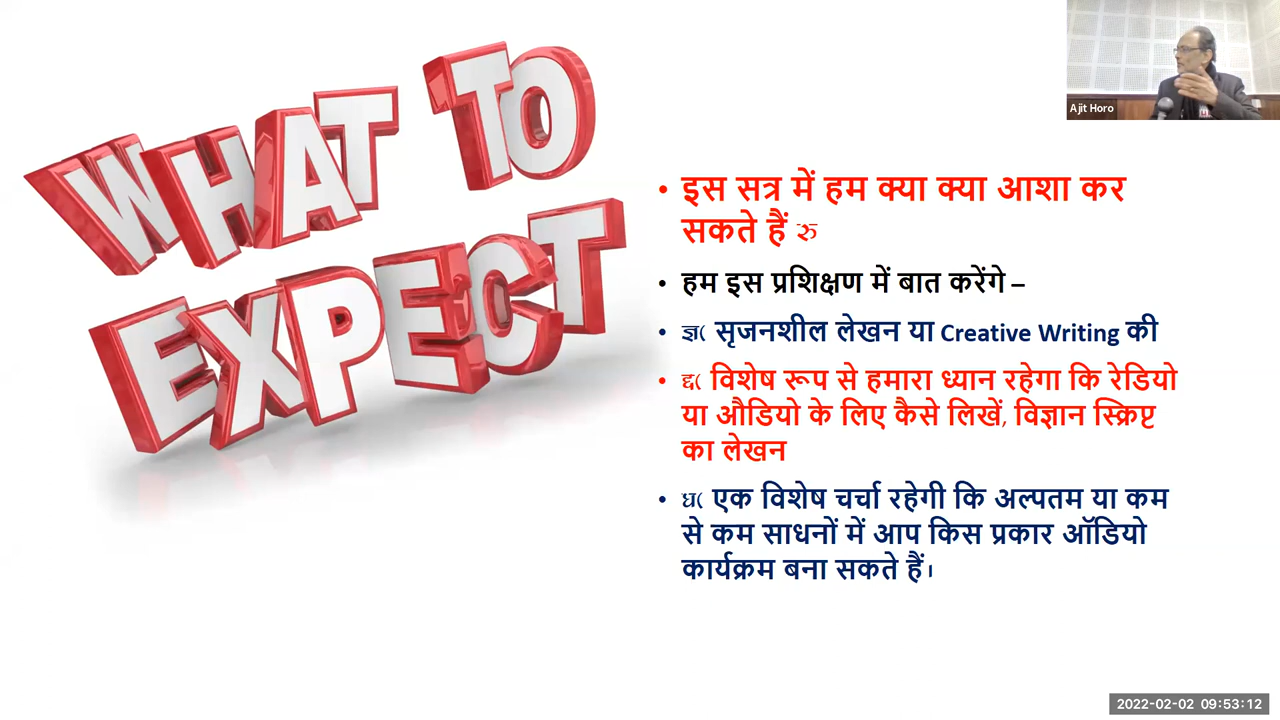 WHAT TO
EXPECT
Ajit Horo
• इस सत्र में हम क्या क्या आशा कर
सकते हैं रु
• हम इस प्रशिक्षण में बात करेंगे –
• ज्ञ( सृजनशील लेखन या Creative Writing की
• द्द( विशेष रूप से हमारा ध्यान रहेगा कि रेडियो
या औडियो के लिए कैसे लिखें, विज्ञान स्क्रिप्ट
का लेखन
• घ( एक विशेष चर्चा रहेगी कि अल्पतम या कम
से कम साधनों में आप किस प्रकार ऑडियो
कार्यक्रम बना सकते हैं।
2022-02-02 09:53:12